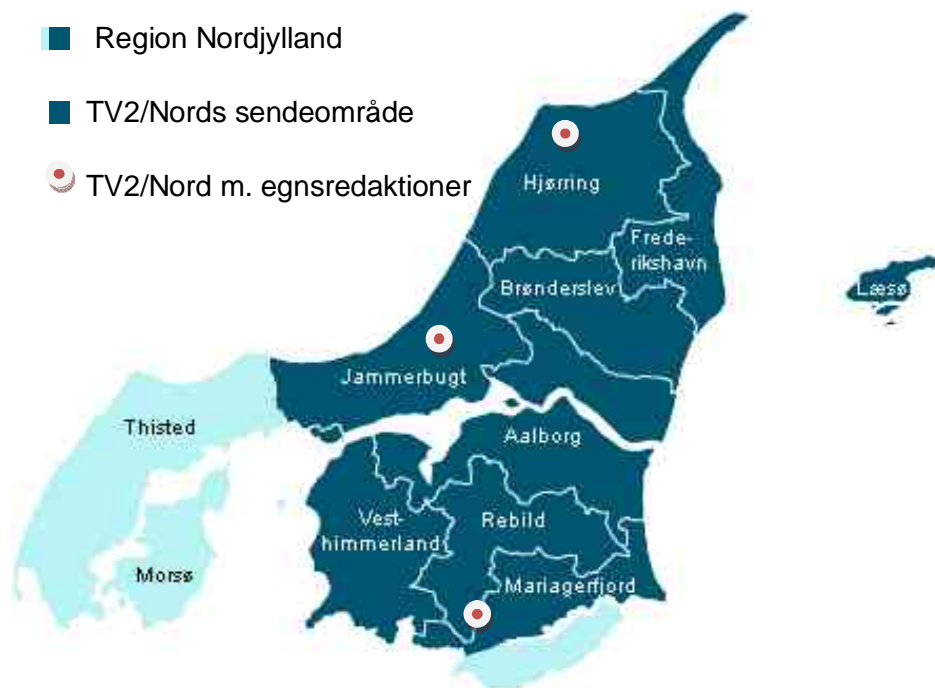 Region Nordjylland
TV2/Nords sendeområde
TV2/Nord m. egnsredaktioner
Hjørring
Frede-
rikshavn
Brønderslev
Læsø
Jammerbugt
Thisted
Aalborg
Vest-
himmerland
Rebild
Morsø
Mariagerfjord